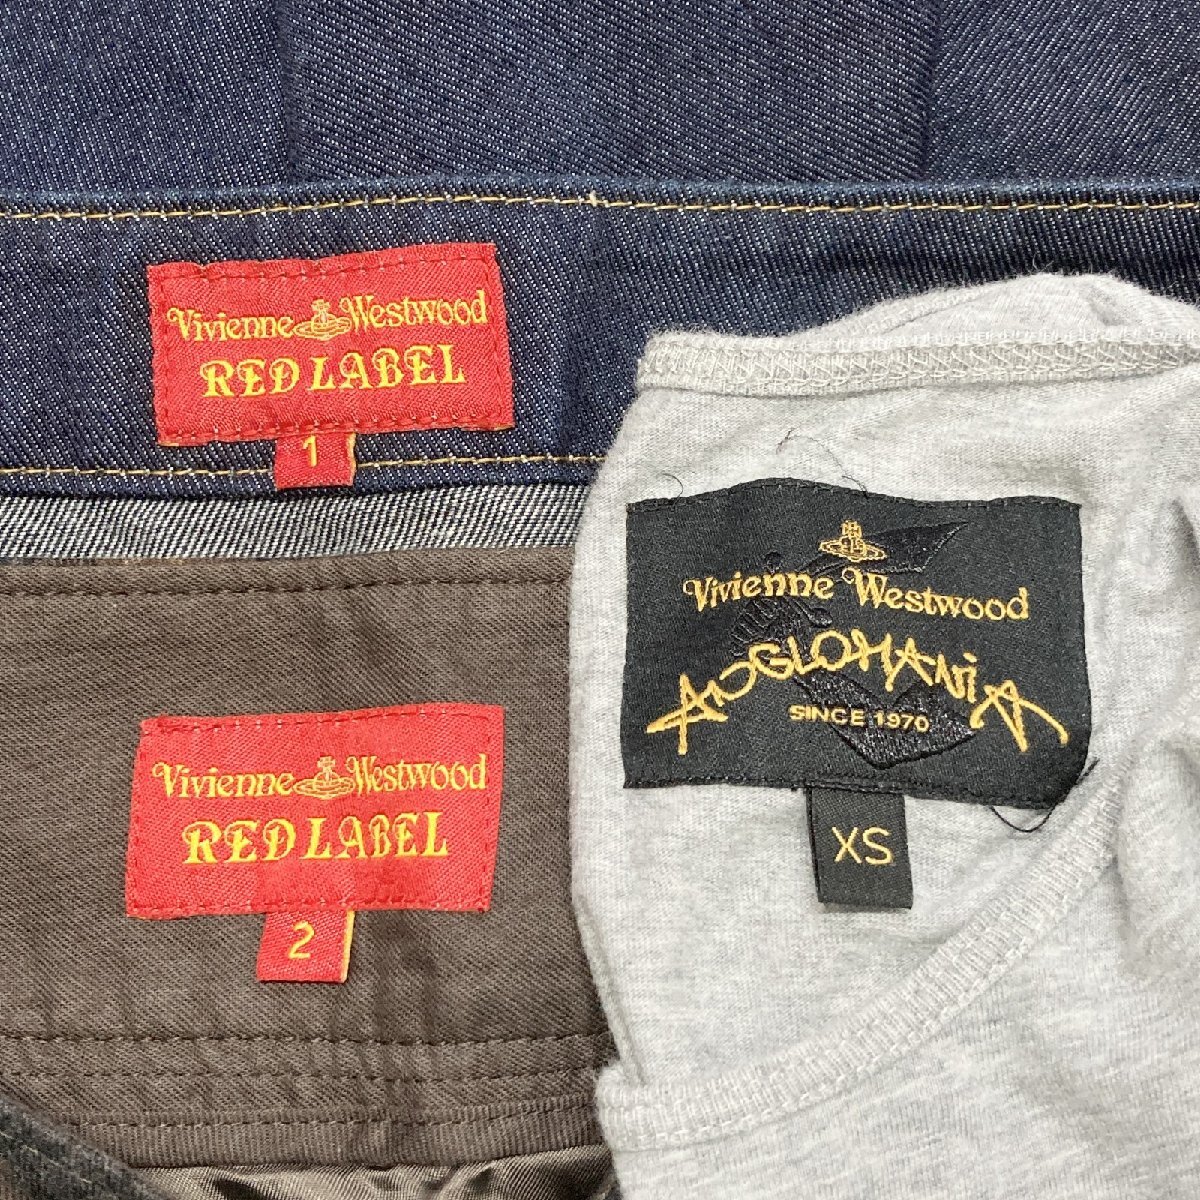 Vivienne Westwood
RED LABEL
1
Vivienne Westwood
RED LABEL
2
Vivienne Westwood
ANGLOMANiA
SINCE 1970
XS